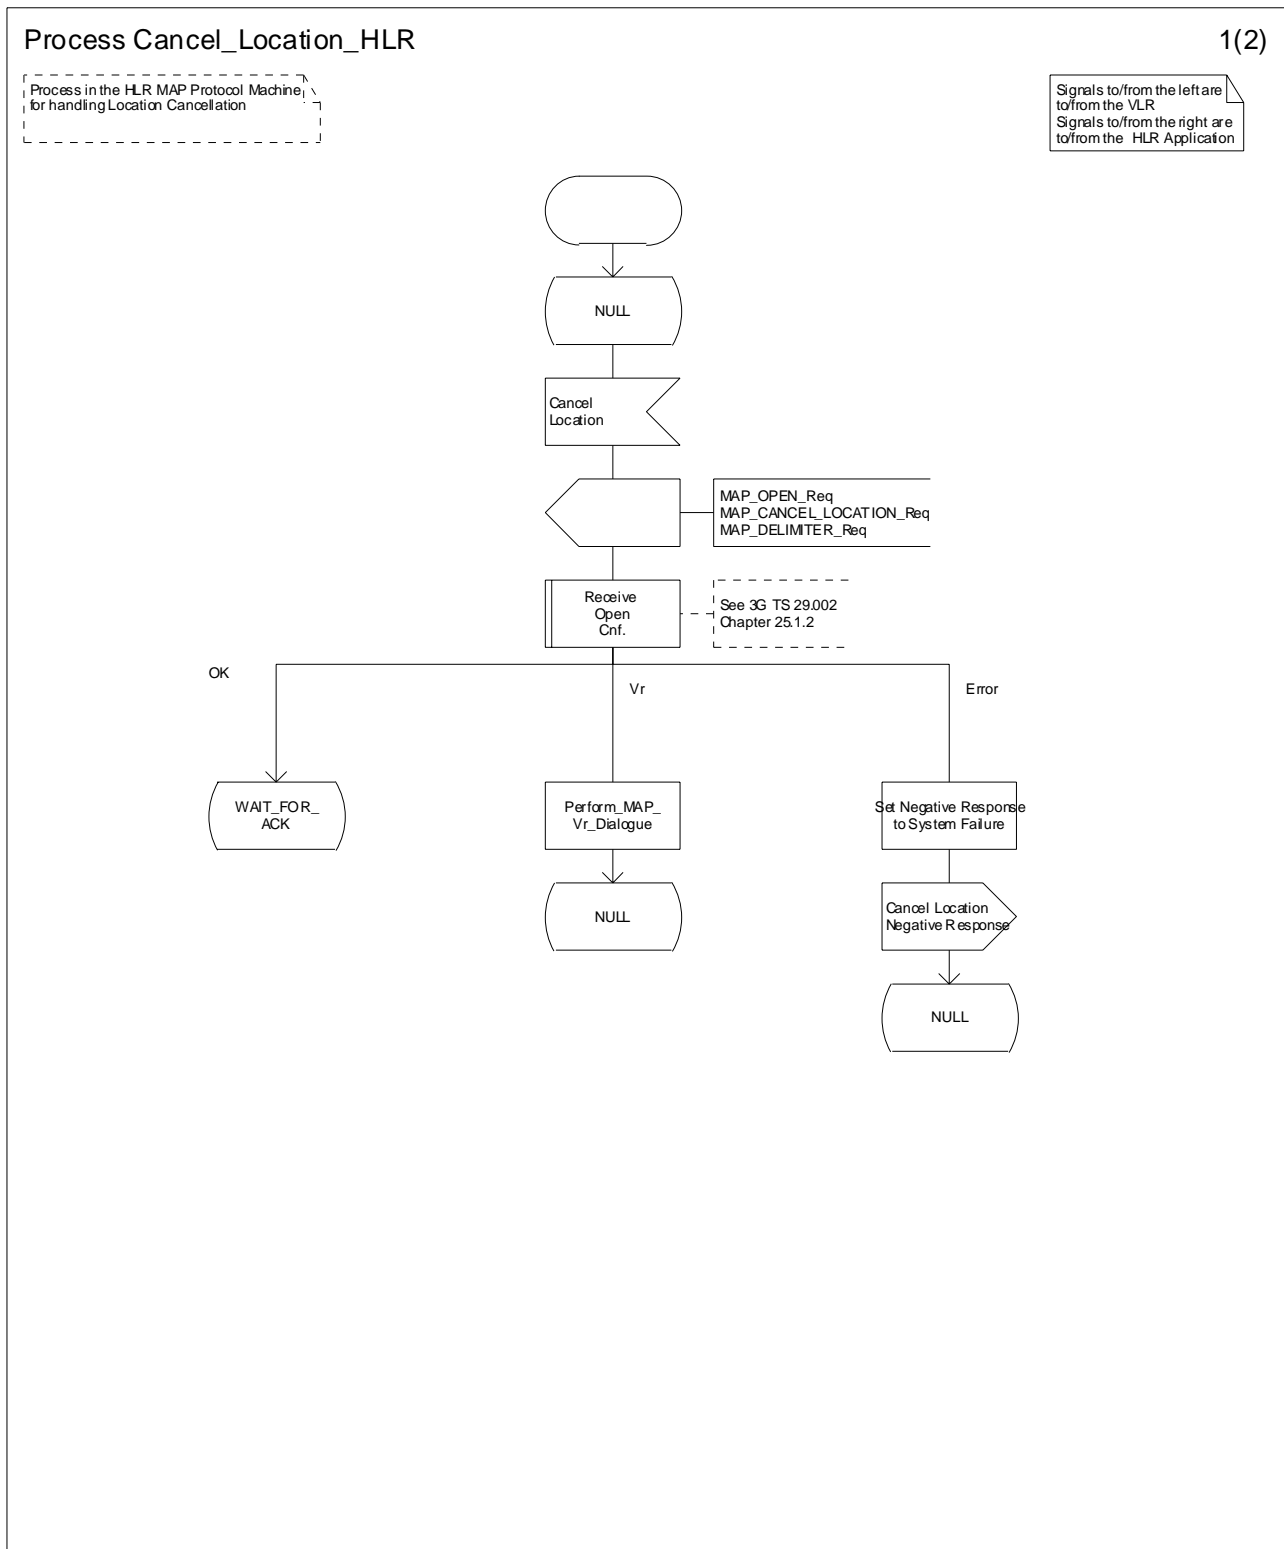 Process Cancel_Location_HLR
1(2)
Process in the HLR MAP Protocol Machine
for handling Location Cancellation
Signals to/from the left are
to/from the VLR
Signals to/from the right are
to/from the HLR Application
NULL
Cancel
Location
MAP_OPEN_Req
MAP_CANCEL_LOCATION_Req
MAP_DELIMITER_Req
Receive
Open
Cnf.
See 3G TS 29.002
Chapter 25.1.2
OK
Vr
Error
WAIT_FOR_
ACK
Perform_MAP_
Vr_Dialogue
Set Negative Response
to System Failure
NULL
Cancel Location
Negative Response
NULL